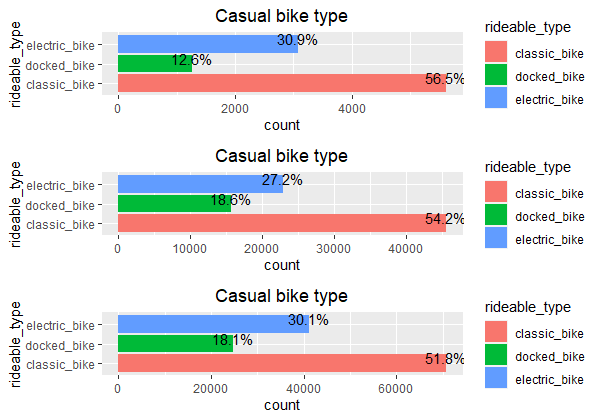 Casual bike type
rideable_type
electric_bike 30.9%
docked_bike 12.6%
classic_bike 56.5%
0 2000 4000
count
rideable_type
classic_bike
docked_bike
electric_bike
Casual bike type
rideable_type
electric_bike 27.2%
docked_bike 18.6%
classic_bike 54.2%
0 10000 20000 30000 40000
count
rideable_type
classic_bike
docked_bike
electric_bike
Casual bike type
rideable_type
electric_bike 30.1%
docked_bike 18.1%
classic_bike 51.8%
0 20000 40000 60000
count
rideable_type
classic_bike
docked_bike
electric_bike